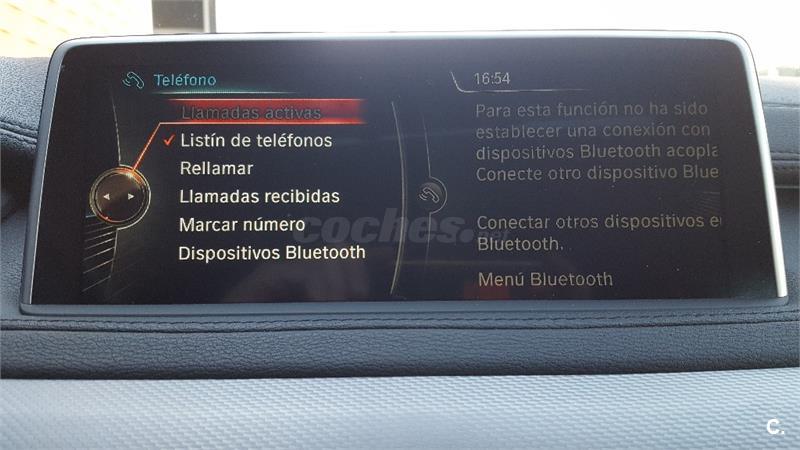 Teléfono
16:54
Llamadas activas
Listín de teléfonos
Rellamar
Llamadas recibidas
Marcar número
Dispositivos Bluetooth
Para esta función no ha sido
establecer una conexión con
dispositivos Bluetooth acopla
Conecte otro dispositivo Blue
Conectar otros dispositivos e
Bluetooth.
Menú Bluetooth
coches.net
c.